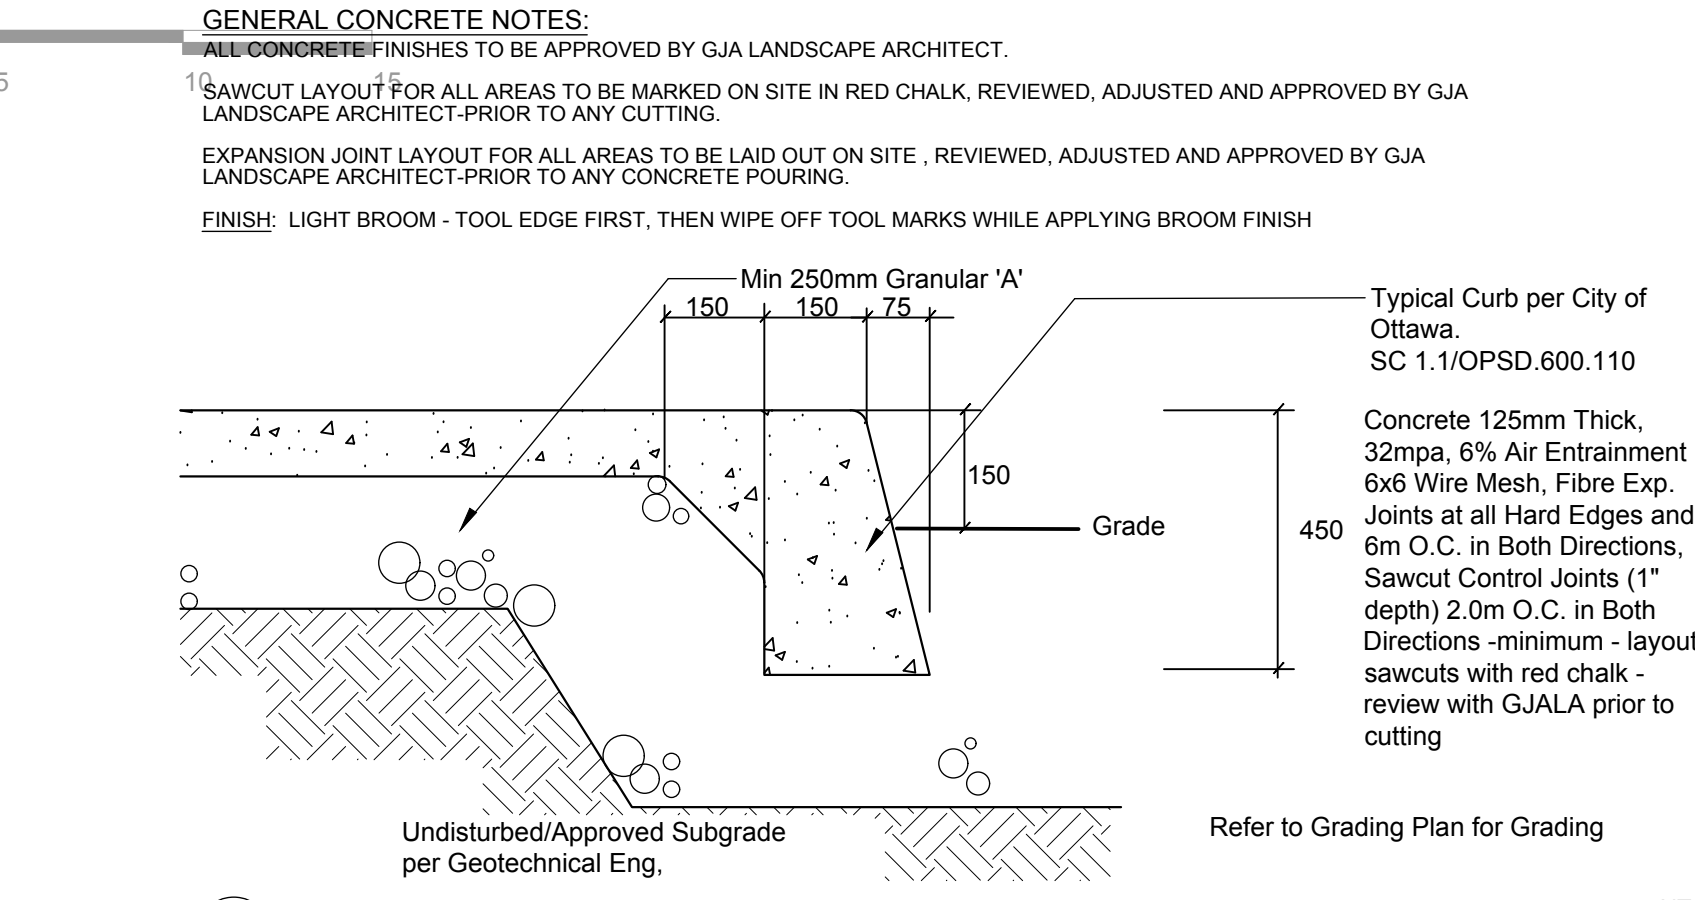 GENERAL CONCRETE NOTES:
ALL CONCRETE FINISHES TO BE APPROVED BY GJA LANDSCAPE ARCHITECT.
5
10
15
SAWCUT LAYOUT FOR ALL AREAS TO BE MARKED ON SITE IN RED CHALK, REVIEWED, ADJUSTED AND APPROVED BY GJA
LANDSCAPE ARCHITECT-PRIOR TO ANY CUTTING.
EXPANSION JOINT LAYOUT FOR ALL AREAS TO BE LAID OUT ON SITE , REVIEWED, ADJUSTED AND APPROVED BY GJA
LANDSCAPE ARCHITECT-PRIOR TO ANY CONCRETE POURING.
FINISH: LIGHT BROOM - TOOL EDGE FIRST, THEN WIPE OFF TOOL MARKS WHILE APPLYING BROOM FINISH
Min 250mm Granular 'A'
150
150
75
Typical Curb per City of
Ottawa.
SC 1.1/OPSD.600.110
150
Grade
450
Concrete 125mm Thick,
32mpa, 6% Air Entrainment
6x6 Wire Mesh, Fibre Exp.
Joints at all Hard Edges and
6m O.C. in Both Directions,
Sawcut Control Joints (1"
depth) 2.0m O.C. in Both
Directions -minimum - layout
sawcuts with red chalk -
review with GJALA prior to
cutting
Undisturbed/Approved Subgrade
per Geotechnical Eng,
Refer to Grading Plan for Grading